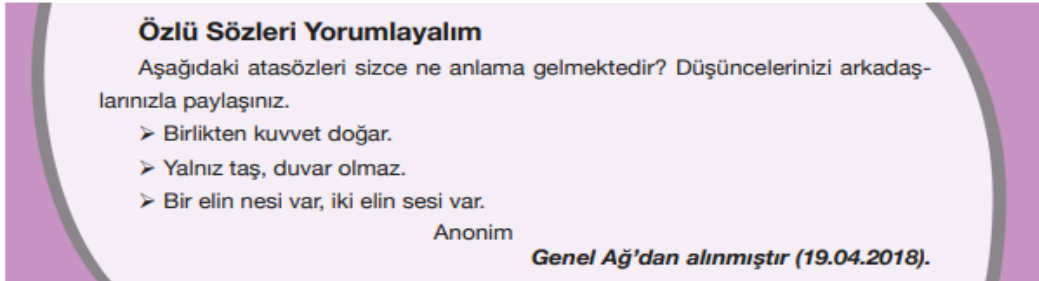 Özlü Sözleri Yorumlayalım
Aşağıdaki atasözleri sizce ne anlama gelmektedir? Düşüncelerinizi arkadaş-
larınızla paylaşınız.
➢ Birlikten kuvvet doğar.
➢ Yalnız taş, duvar olmaz.
➢ Bir elin nesi var, iki elin sesi var.
Anonim
Genel Ağ’dan alınmıştır (19.04.2018).